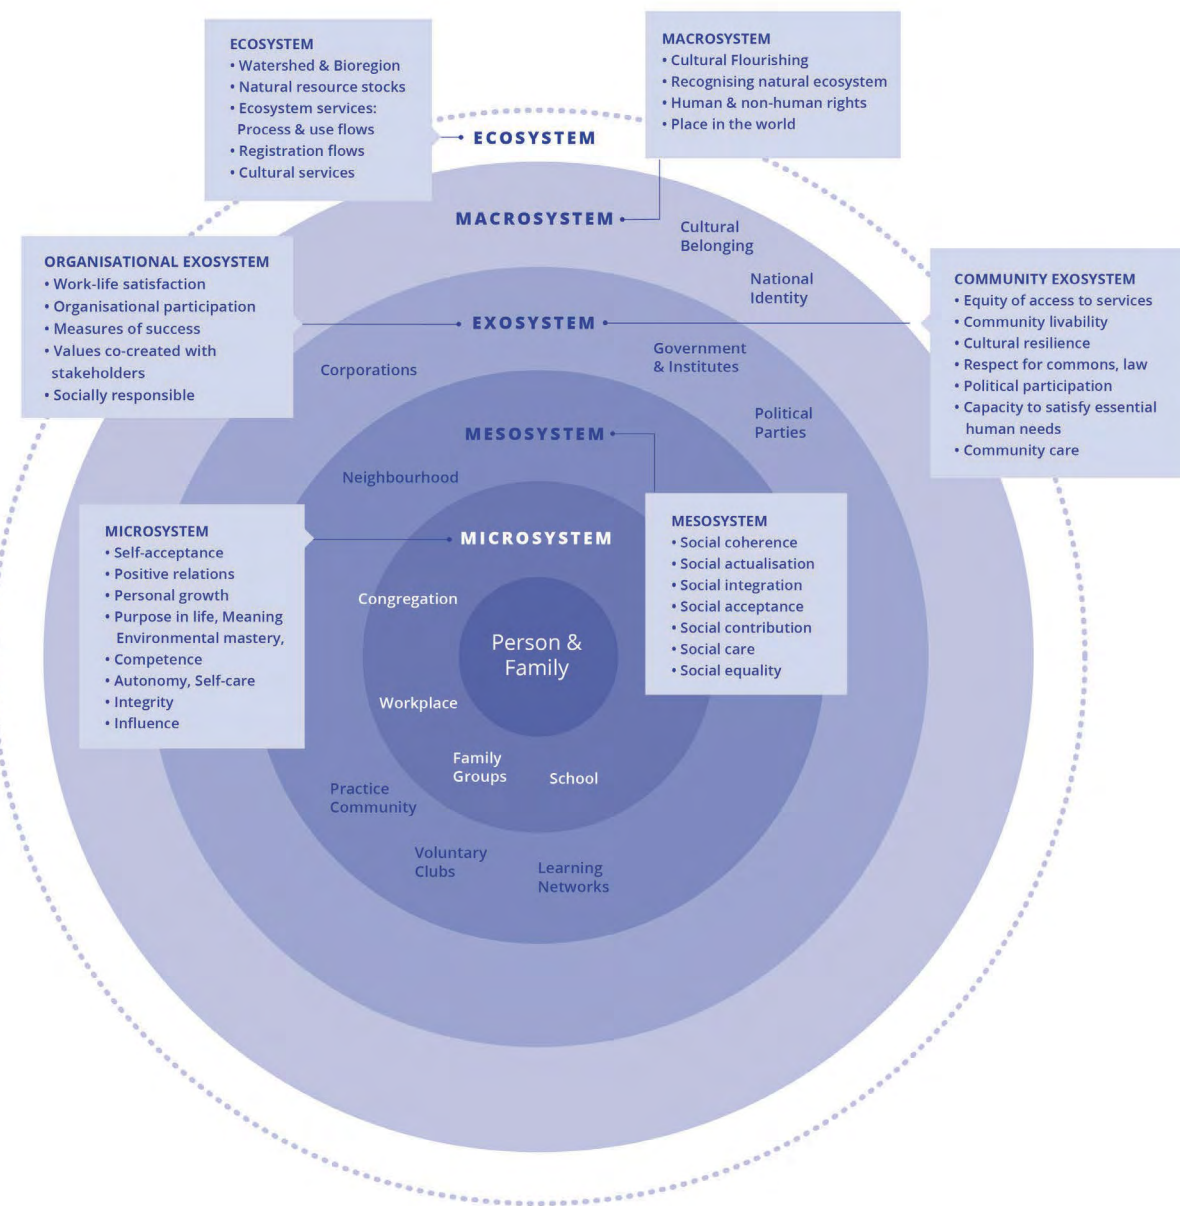 ECOSYSTEM
• Watershed & Bioregion
• Natural resource stocks
• Ecosystem services:
Process & use flows
• Registration flows
• Cultural services
MACROSYSTEM
• Cultural Flourishing
• Recognising natural ecosystem
• Human & non-human rights
• Place in the world
ECOSYSTEM
MACROSYSTEM
Cultural
Belonging
National
Identity
ORGANISATIONAL EXOSYSTEM
• Work-life satisfaction
• Organisational participation
• Measures of success
• Values co-created with
stakeholders
• Socially responsible
EXOSYSTEM
COMMUNITY EXOSYSTEM
• Equity of access to services
• Community livability
• Cultural resilience
• Respect for commons, law
• Political participation
• Capacity to satisfy essential
human needs
• Community care
Corporations
Government
& Institutes
Political
Parties
MESOSYSTEM
Neighbourhood
MICROSYSTEM
• Self-acceptance
• Positive relations
• Personal growth
• Purpose in life, Meaning
Environmental mastery,
• Competence
• Autonomy, Self-care
• Integrity
• Influence
MICROSYSTEM
MESOSYSTEM
• Social coherence
• Social actualisation
• Social integration
• Social acceptance
• Social contribution
• Social care
• Social equality
Congregation
Person &
Family
Workplace
Family
Groups
School
Practice
Community
Voluntary
Clubs
Learning
Networks